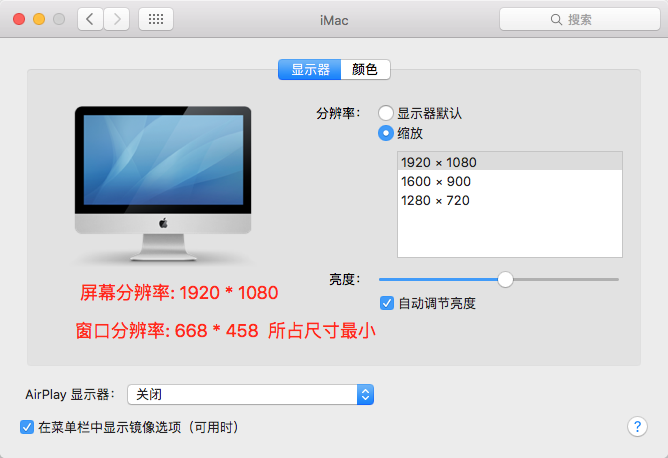 iMac
搜索
显示器 颜色
分辨率： 显示器默认
缩放
1920 × 1080
1600 × 900
1280 × 720
亮度：
自动调节亮度
屏幕分辨率: 1920 * 1080
窗口分辨率: 668 * 458 所占尺寸最小
AirPlay 显示器： 关闭
在菜单栏中显示镜像选项（可用时）
?